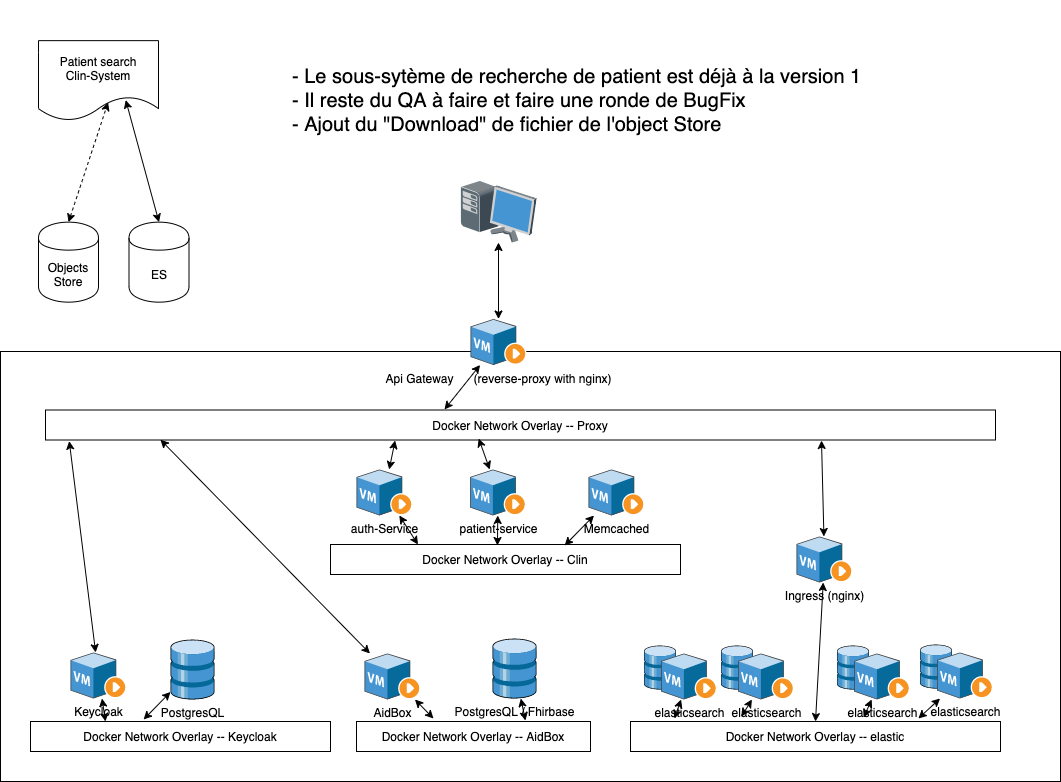 Patient search
Clin-System
- Le sous-sytème de recherche de patient est déjà à la version 1
- Il reste du QA à faire et faire une ronde de BugFix
- Ajout du "Download" de fichier de l'object Store
Objects
Store
ES
VM
Api Gateway
(reverse-proxy with nginx)
Docker Network Overlay -- Proxy
VM
VM
VM
auth-Service
patient-service
Memcached
Docker Network Overlay -- Clin
VM
Ingress (nginx)
VM
VM
VM
VM
VM
VM
Keycloak
PostgresQL
AidBox
PostgresQL / Fhirbase
elasticsearch
elasticsearch
elasticsearch
elasticsearch
Docker Network Overlay -- Keycloak
Docker Network Overlay -- AidBox
Docker Network Overlay -- elastic